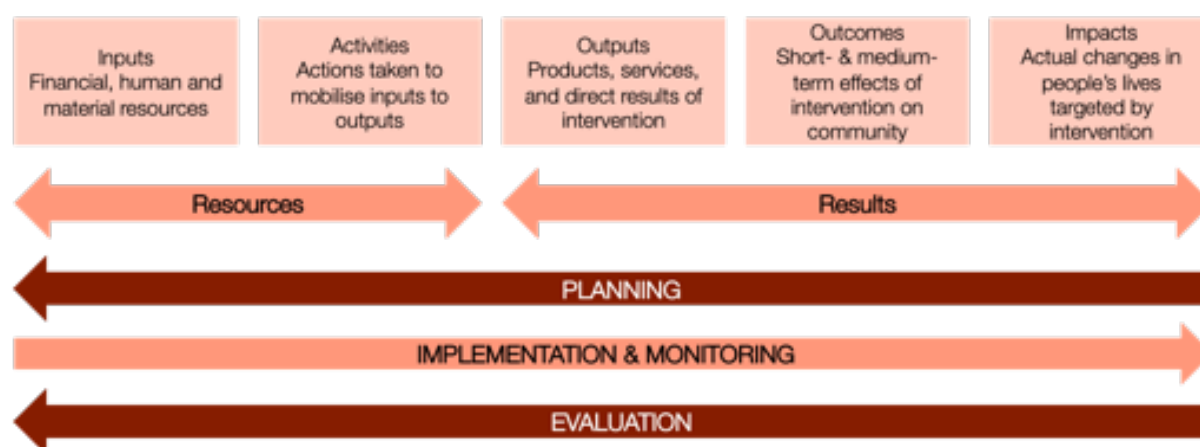 Inputs
Financial, human and
material resources
Activities
Actions taken to
mobilise inputs to
outputs
Outputs
Products, services,
and direct results of
intervention
Outcomes
Short- & medium-
term effects of
intervention on
community
Impacts
Actual changes in
people's lives
targeted by
intervention
Resources
Results
PLANNING
IMPLEMENTATION & MONITORING
EVALUATION